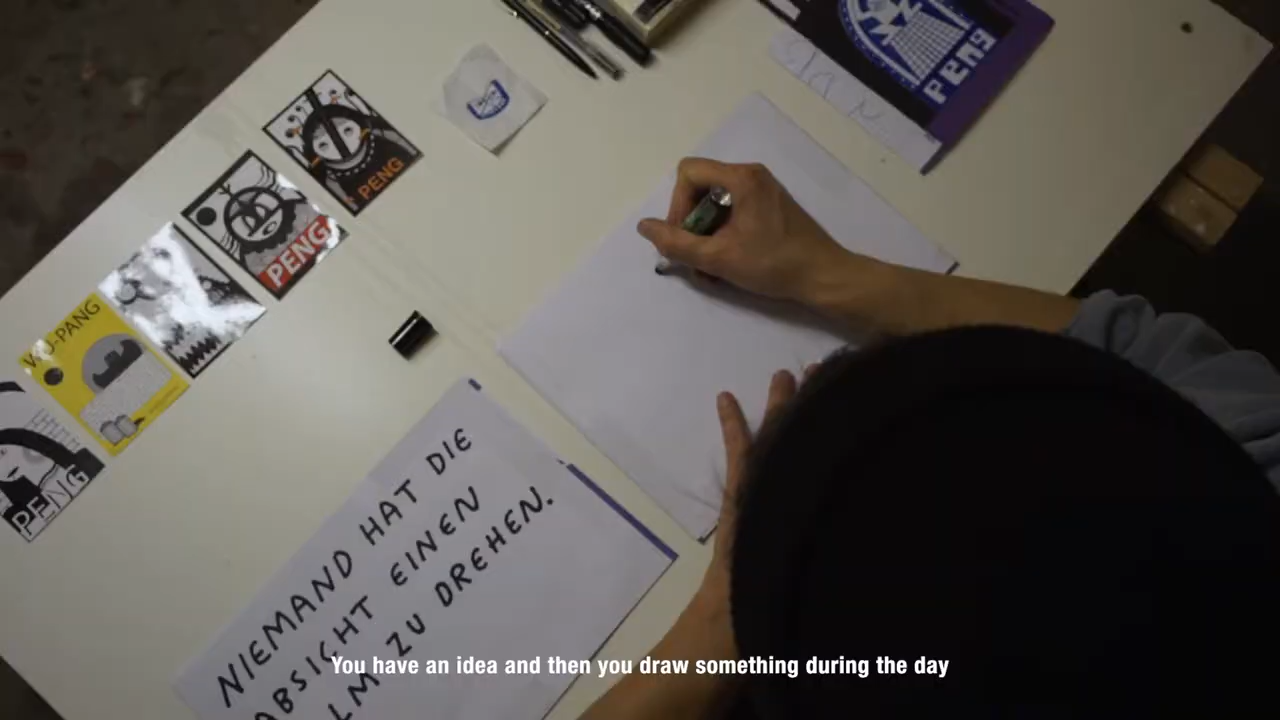 peng
PENG
PENG
WU-PANG
PENG
NIEMAND HAT DIE
ABSICHT EINEN
ZU DREHEN.
You have an idea and then you draw something during the day